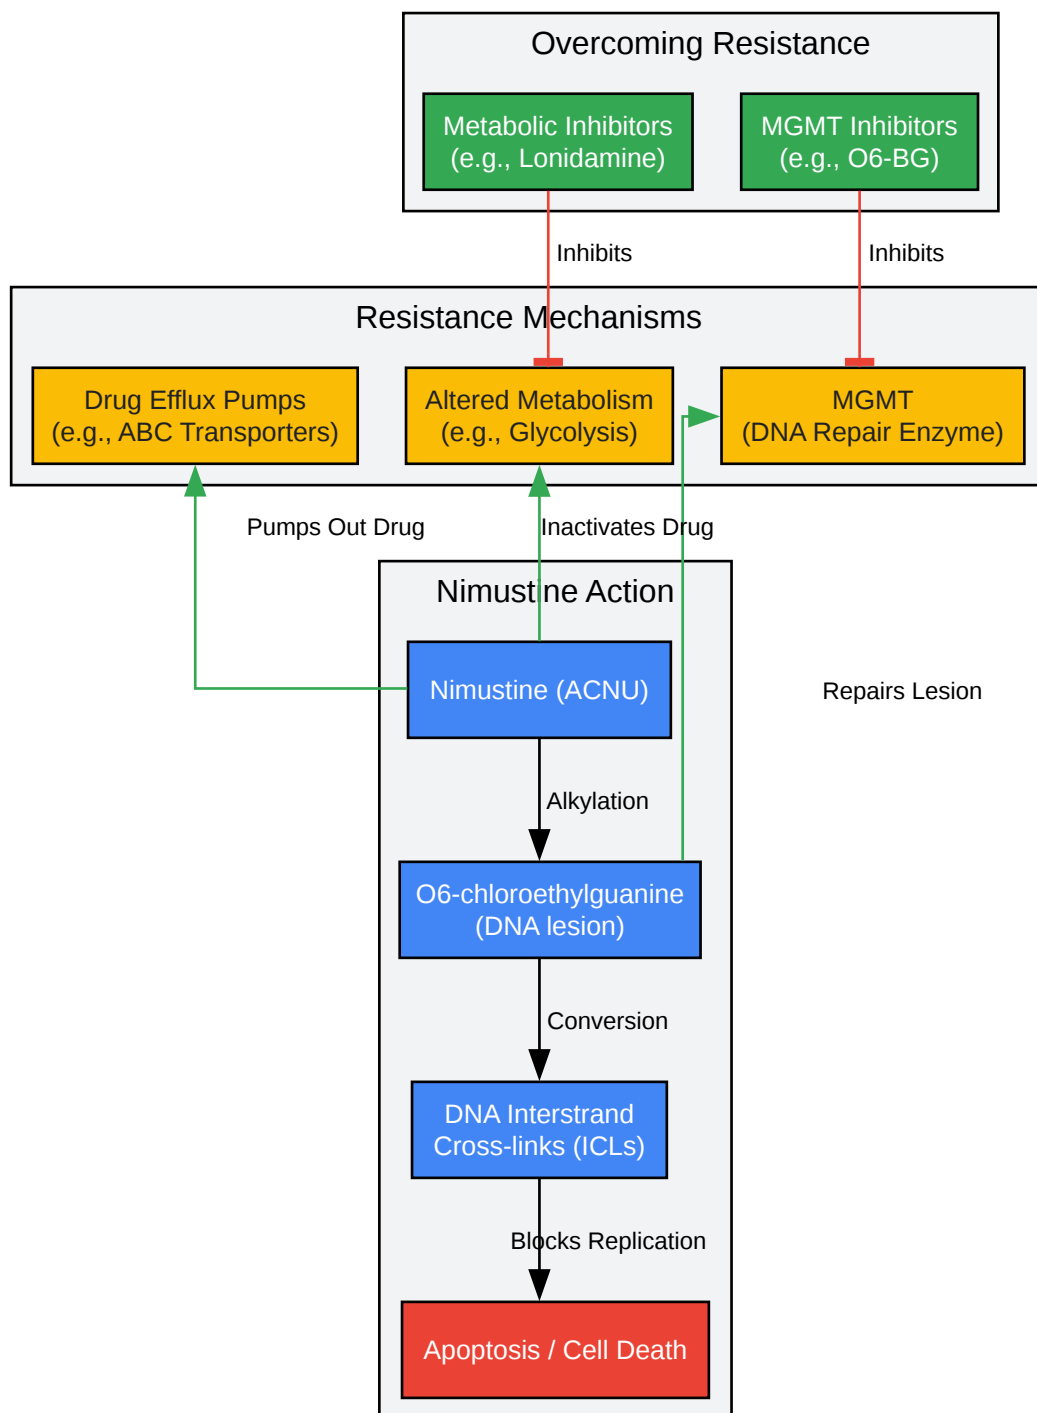 Overcoming Resistance
Metabolic Inhibitors
(e.g., Lonidamine)
MGMT Inhibitors
(e.g., O6-BG)
Inhibits
Inhibits
Resistance Mechanisms
Drug Efflux Pumps
(e.g., ABC Transporters)
Altered Metabolism
(e.g., Glycolysis)
MGMT
(DNA Repair Enzyme)
Pumps Out Drug
Inactivates Drug
Nimustine Action
Nimustine (ACNU)
Repairs Lesion
Alkylation
O6-chloroethylguanine
(DNA lesion)
Conversion
DNA Interstrand
Cross-links (ICLs)
Blocks Replication
Apoptosis / Cell Death